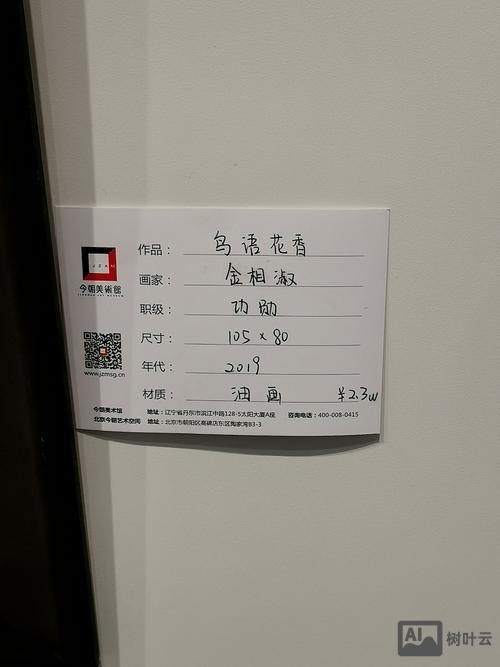 作品： 鸟语花香
JZAM
今朝美術館
画家： 金相淑
职级： 功勋
尺寸： 105×80
年代： 2019
www.jzmsg.cn
材质： 油画 ¥2.3w
今朝美术馆 地址：辽宁省丹东市滨江中路128-5太阳大厦A座 咨询电话：400-008-0415
北京今朝艺术空间 地址：北京市朝阳区高碑店东区陶家湾B3-3
AI 树叶云